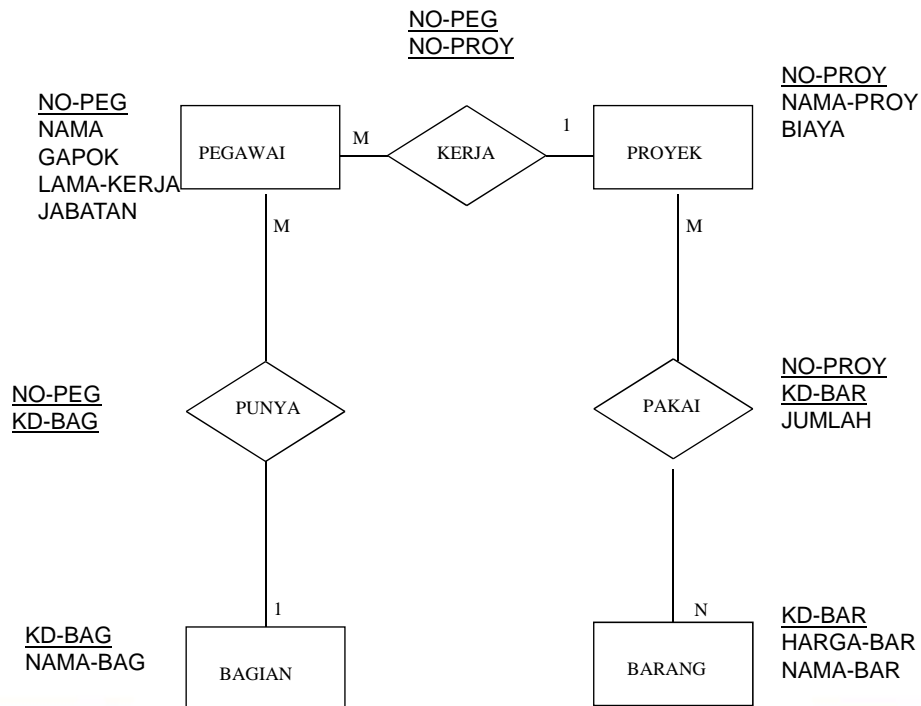 NO-PEG
NO-PROY
NO-PEG
NAMA
GAPOK
LAMA-KERJA
JABATAN
PEGAWAI
M
KERJA
1
PROYEK
NO-PROY
NAMA-PROY
BIAYA
M
M
NO-PEG
KD-BAG
PUNYA
PAKAI
NO-PROY
KD-BAR
JUMLAH
1
N
KD-BAG
NAMA-BAG
BAGIAN
BARANG
KD-BAR
HARGA-BAR
NAMA-BAR